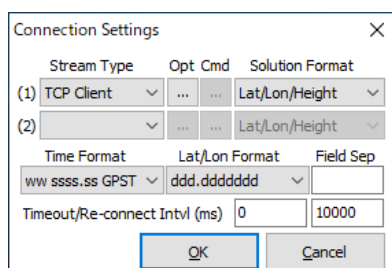 Connection Settings
Stream Type Opt Cmd Solution Format
(1) TCP Client ... ... Lat/Lon/Height
(2) ... ... Lat/Lon/Height
Time Format Lat/Lon Format Field Sep
ww ssss.ss GPST ddd.ddddddd
Timeout/Re-connect Intvl (ms) 0 10000
OK Cancel